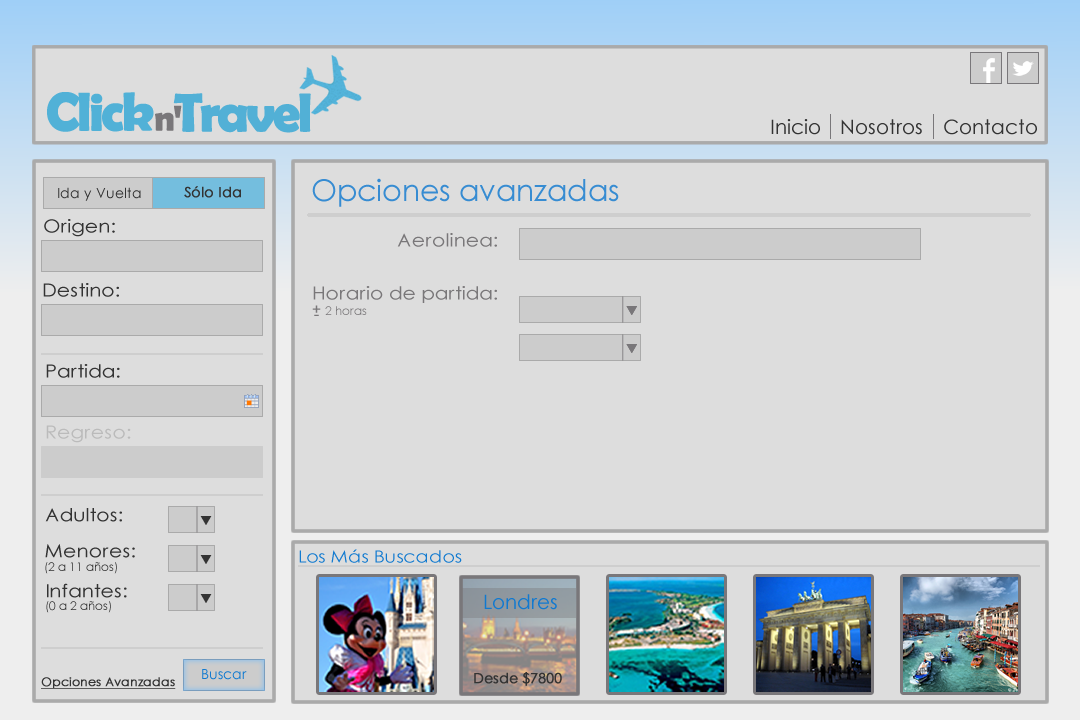 Click n' Travel
Inicio
Nosotros
Contacto
Ida y Vuelta
Sólo Ida
Origen:
Destino:
Partida:
Regreso:
Adultos:
Menores:
(2 a 11 años)
Infantes:
(0 a 2 años)
Opciones Avanzadas
Buscar
Opciones avanzadas
Aerolinea:
Horario de partida:
± 2 horas
Los Más Buscados
Londres
Desde $7800